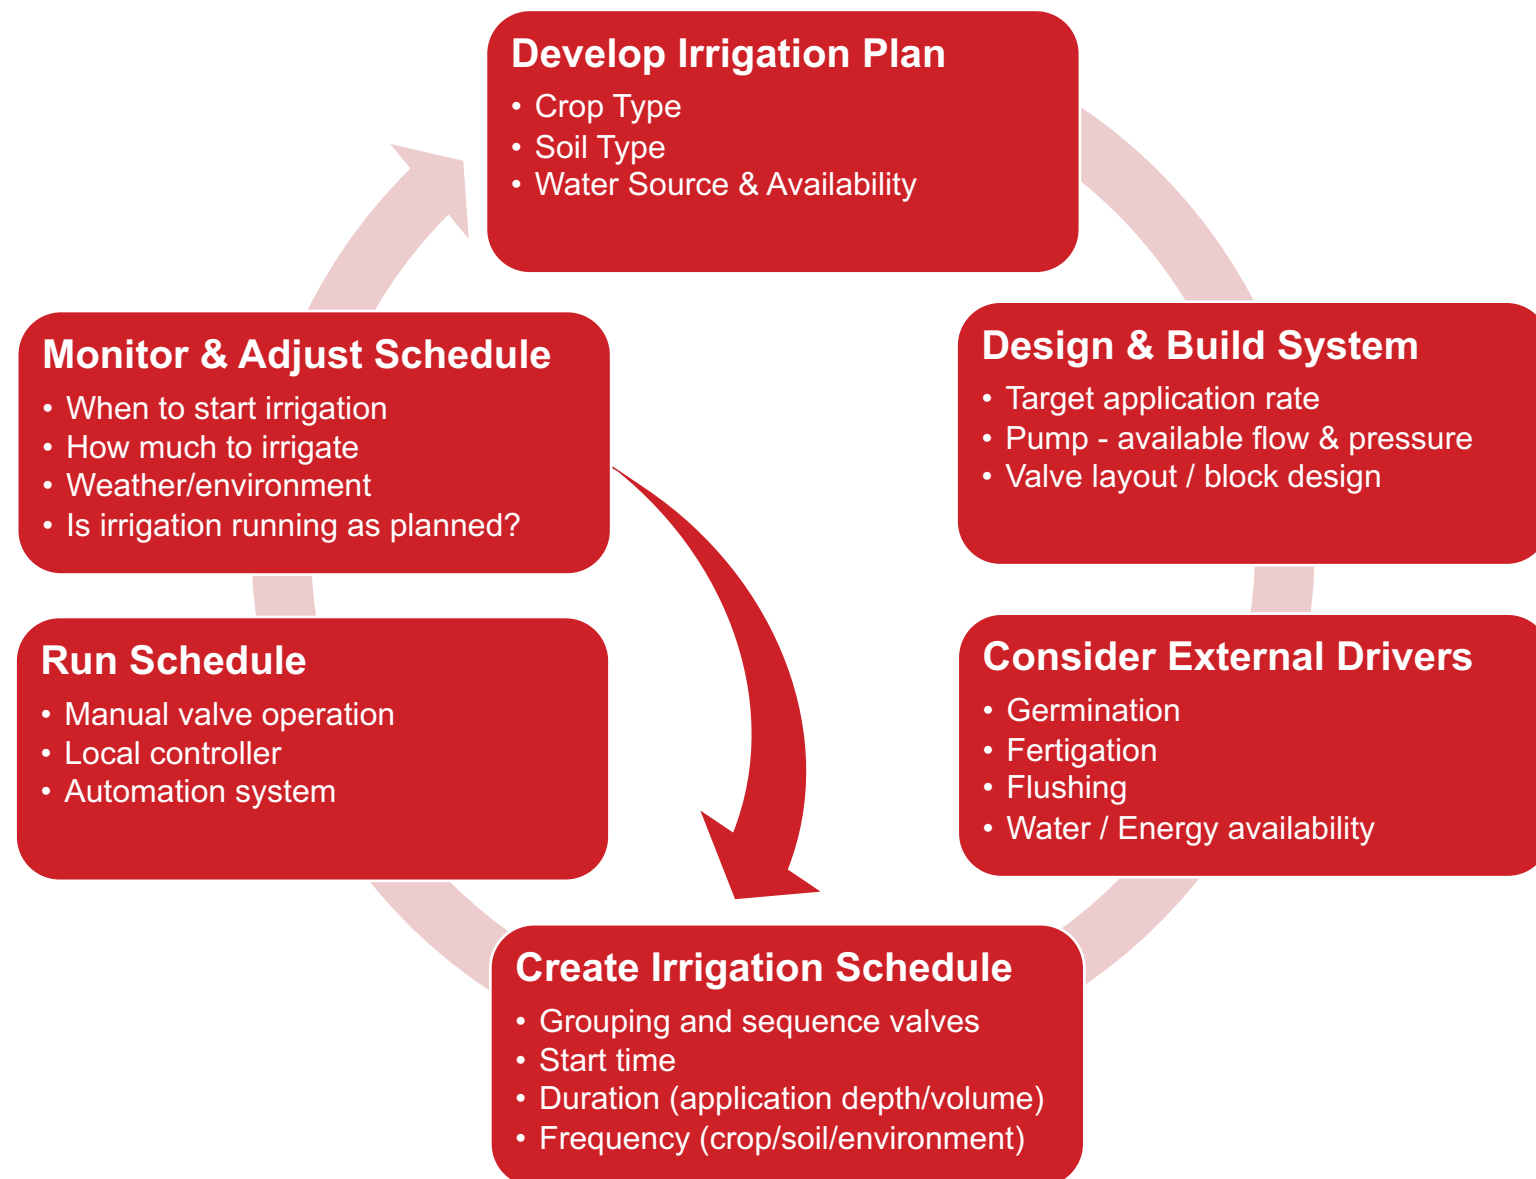 Develop Irrigation Plan
• Crop Type
• Soil Type
• Water Source & Availability
Design & Build System
• Target application rate
• Pump - available flow & pressure
• Valve layout / block design
Consider External Drivers
• Germination
• Fertigation
• Flushing
• Water / Energy availability
Create Irrigation Schedule
• Grouping and sequence valves
• Start time
• Duration (application depth/volume)
• Frequency (crop/soil/environment)
Run Schedule
• Manual valve operation
• Local controller
• Automation system
Monitor & Adjust Schedule
• When to start irrigation
• How much to irrigate
• Weather/environment
• Is irrigation running as planned?